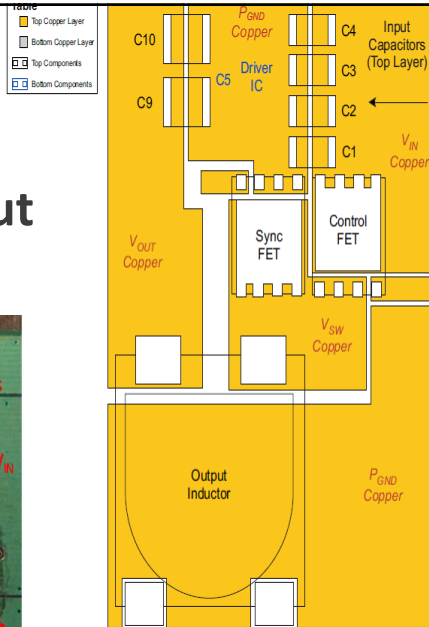 Table
Top Copper Layer
Bottom Copper Layer
Top Components
Bottom Components
ut
V_IN
C10
C9
C5
P_GND
Copper
Driver
IC
C4
C3
C2
C1
Input
Capacitors
(Top Layer)
V_IN
Copper
V_OUT
Copper
Sync
FET
Control
FET
V_SW
Copper
Output
Inductor
P_GND
Copper